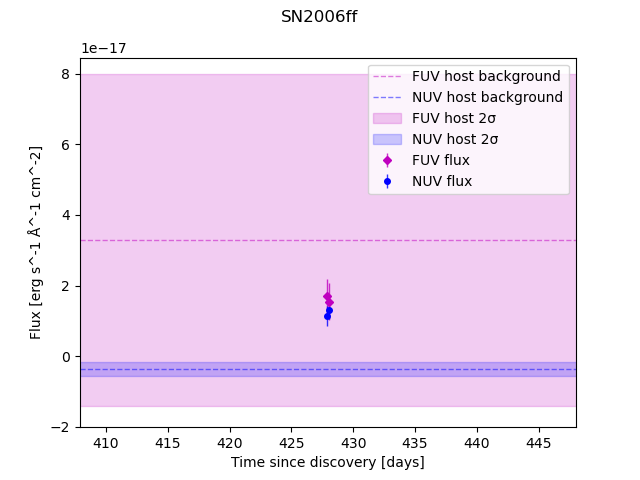 SN2006ff
1e−17
8
6
4
2
0
−2
Flux [erg s^-1 Å^-1 cm^-2]
FUV host background
NUV host background
FUV host 2σ
NUV host 2σ
FUV flux
NUV flux
410 415 420 425 430 435 440 445
Time since discovery [days]